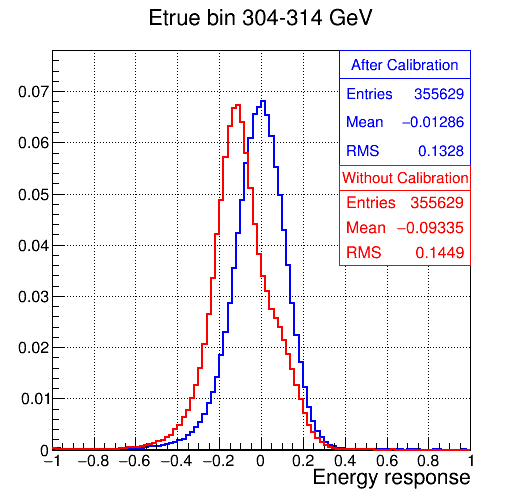 Etrue bin 304-314 GeV
After Calibration
Entries 355629
Mean −0.01286
RMS 0.1328
Without Calibration
Entries 355629
Mean −0.09335
RMS 0.1449
0.07
0.06
0.05
0.04
0.03
0.02
0.01
0
−1 −0.8 −0.6 −0.4 −0.2 0 0.2 0.4 0.6 0.8 1
Energy response